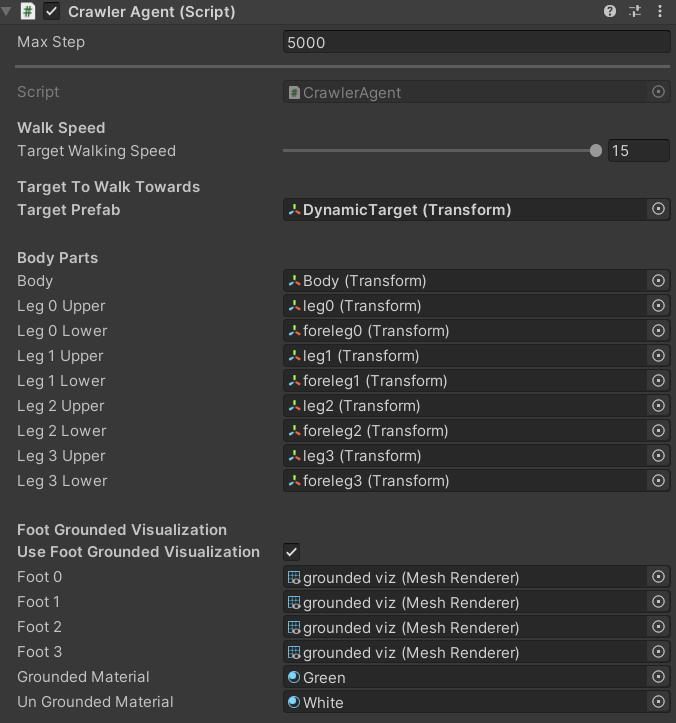 Crawler Agent (Script)
Max Step 5000
Script CrawlerAgent
Walk Speed
Target Walking Speed 15
Target To Walk Towards
Target Prefab DynamicTarget (Transform)
Body Parts
Body Body (Transform)
Leg 0 Upper leg0 (Transform)
Leg 0 Lower foreleg0 (Transform)
Leg 1 Upper leg1 (Transform)
Leg 1 Lower foreleg1 (Transform)
Leg 2 Upper leg2 (Transform)
Leg 2 Lower foreleg2 (Transform)
Leg 3 Upper leg3 (Transform)
Leg 3 Lower foreleg3 (Transform)
Foot Grounded Visualization
Use Foot Grounded Visualization
Foot 0 grounded viz (Mesh Renderer)
Foot 1 grounded viz (Mesh Renderer)
Foot 2 grounded viz (Mesh Renderer)
Foot 3 grounded viz (Mesh Renderer)
Grounded Material Green
Un Grounded Material White